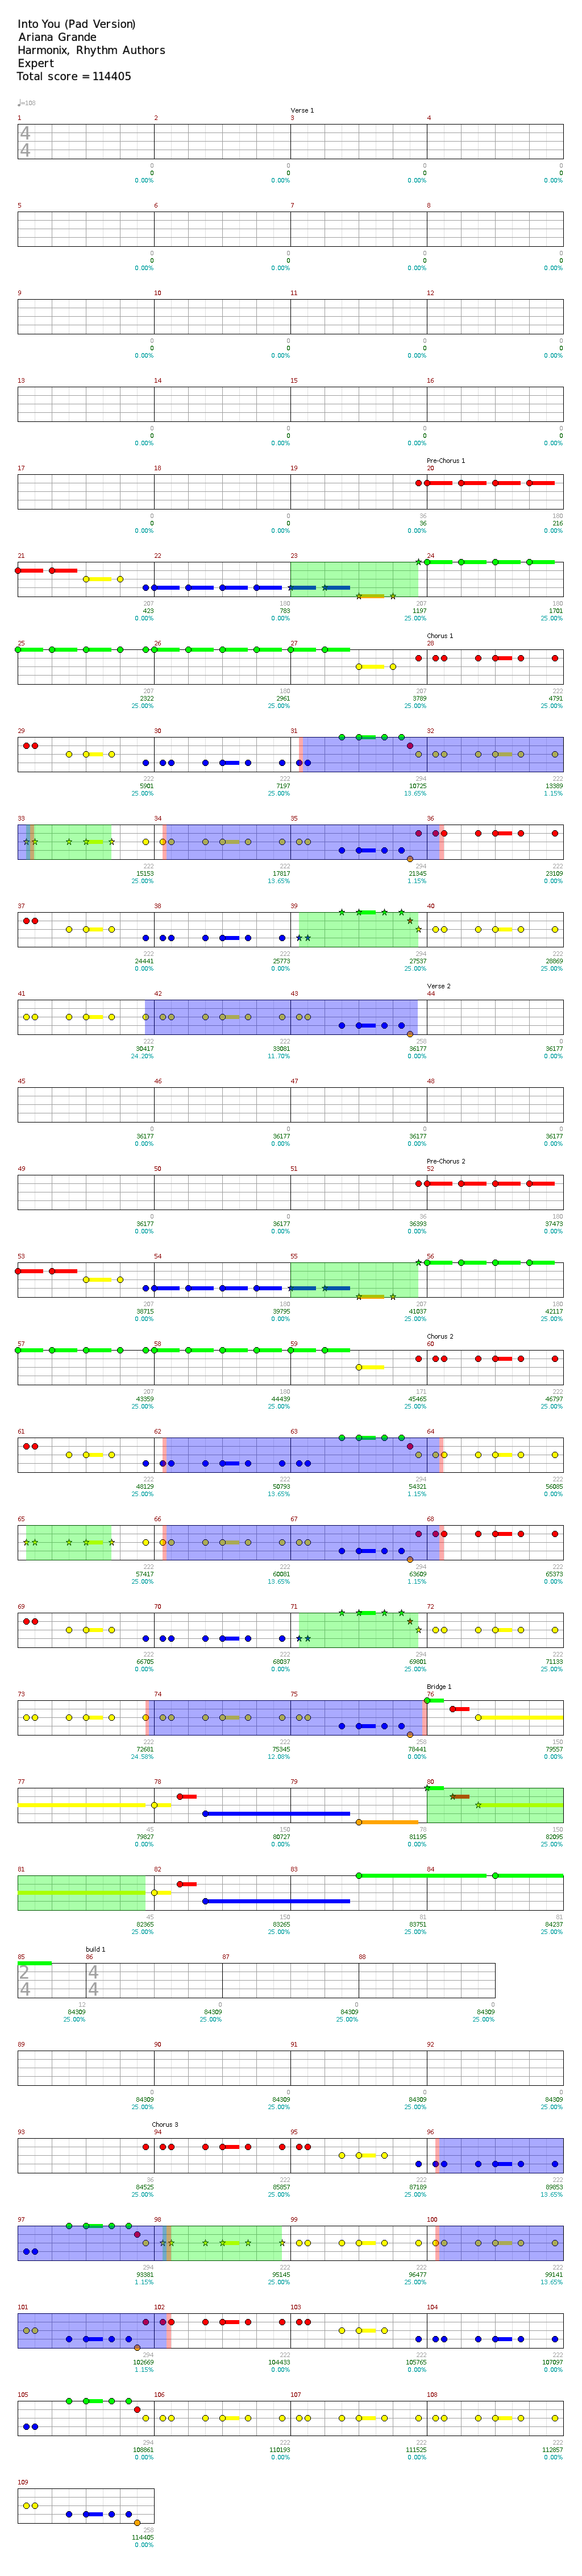 Into You (Pad Version)
Ariana Grande
Harmonix, Rhythm Authors
Expert
Total score = 114405
♩=108
Verse 1
1 2 3 4
4
4
0 0 0 0
0 0 0 0
0.00% 0.00% 0.00% 0.00%
5 6 7 8
0 0 0 0
0 0 0 0
0.00% 0.00% 0.00% 0.00%
9 10 11 12
0 0 0 0
0 0 0 0
0.00% 0.00% 0.00% 0.00%
13 14 15 16
0 0 0 0
0 0 0 0
0.00% 0.00% 0.00% 0.00%
Pre-Chorus 1
17 18 19 20
0 0 36 180
0 0 36 216
0.00% 0.00% 0.00% 0.00%
21 22 23 24
207 180 207 180
423 783 1197 1701
0.00% 0.00% 25.00% 25.00%
Chorus 1
25 26 27 28
207 180 207 222
2322 2961 3789 4791
25.00% 25.00% 25.00% 25.00%
29 30 31 32
222 222 294 222
5901 7197 10725 13389
25.00% 25.00% 13.65% 1.15%
33 34 35 36
222 222 294 222
15153 17817 21345 23109
25.00% 13.65% 1.15% 0.00%
37 38 39 40
222 222 294 222
24441 25773 27537 28869
0.00% 0.00% 25.00% 25.00%
Verse 2
41 42 43 44
222 222 258 0
30417 33081 36177 36177
24.20% 11.70% 0.00% 0.00%
45 46 47 48
0 0 0 0
36177 36177 36177 36177
0.00% 0.00% 0.00% 0.00%
Pre-Chorus 2
49 50 51 52
0 0 36 180
36177 36177 36393 37473
0.00% 0.00% 0.00% 0.00%
53 54 55 56
207 180 207 180
38715 39795 41037 42117
0.00% 0.00% 25.00% 25.00%
Chorus 2
57 58 59 60
207 180 171 222
43359 44439 45465 46797
25.00% 25.00% 25.00% 25.00%
61 62 63 64
222 222 294 222
48129 50793 54321 56085
25.00% 13.65% 1.15% 0.00%
65 66 67 68
222 222 294 222
57417 60081 63609 65373
25.00% 13.65% 1.15% 0.00%
69 70 71 72
222 222 294 222
66705 68037 69801 71133
0.00% 0.00% 25.00% 25.00%
Bridge 1
73 74 75 76
222 222 258 150
72681 75345 78441 79557
24.58% 12.08% 0.00% 0.00%
77 78 79 80
45 150 78 150
79827 80727 81195 82095
0.00% 0.00% 0.00% 25.00%
81 82 83 84
45 150 81 81
82365 83265 83751 84237
25.00% 25.00% 25.00% 25.00%
build 1
85 86 87 88
2 4
4 4
12 0 0 0
84309 84309 84309 84309
25.00% 25.00% 25.00% 25.00%
89 90 91 92
0 0 0 0
84309 84309 84309 84309
25.00% 25.00% 25.00% 25.00%
Chorus 3
93 94 95 96
36 222 222 222
84525 85857 87189 89853
25.00% 25.00% 25.00% 13.65%
97 98 99 100
294 222 222 222
93381 95145 96477 99141
1.15% 25.00% 25.00% 13.65%
101 102 103 104
294 222 222 222
102669 104433 105765 107097
1.15% 0.00% 0.00% 0.00%
105 106 107 108
294 222 222 222
108861 110193 111525 112857
0.00% 0.00% 0.00% 0.00%
109
258
114405
0.00%